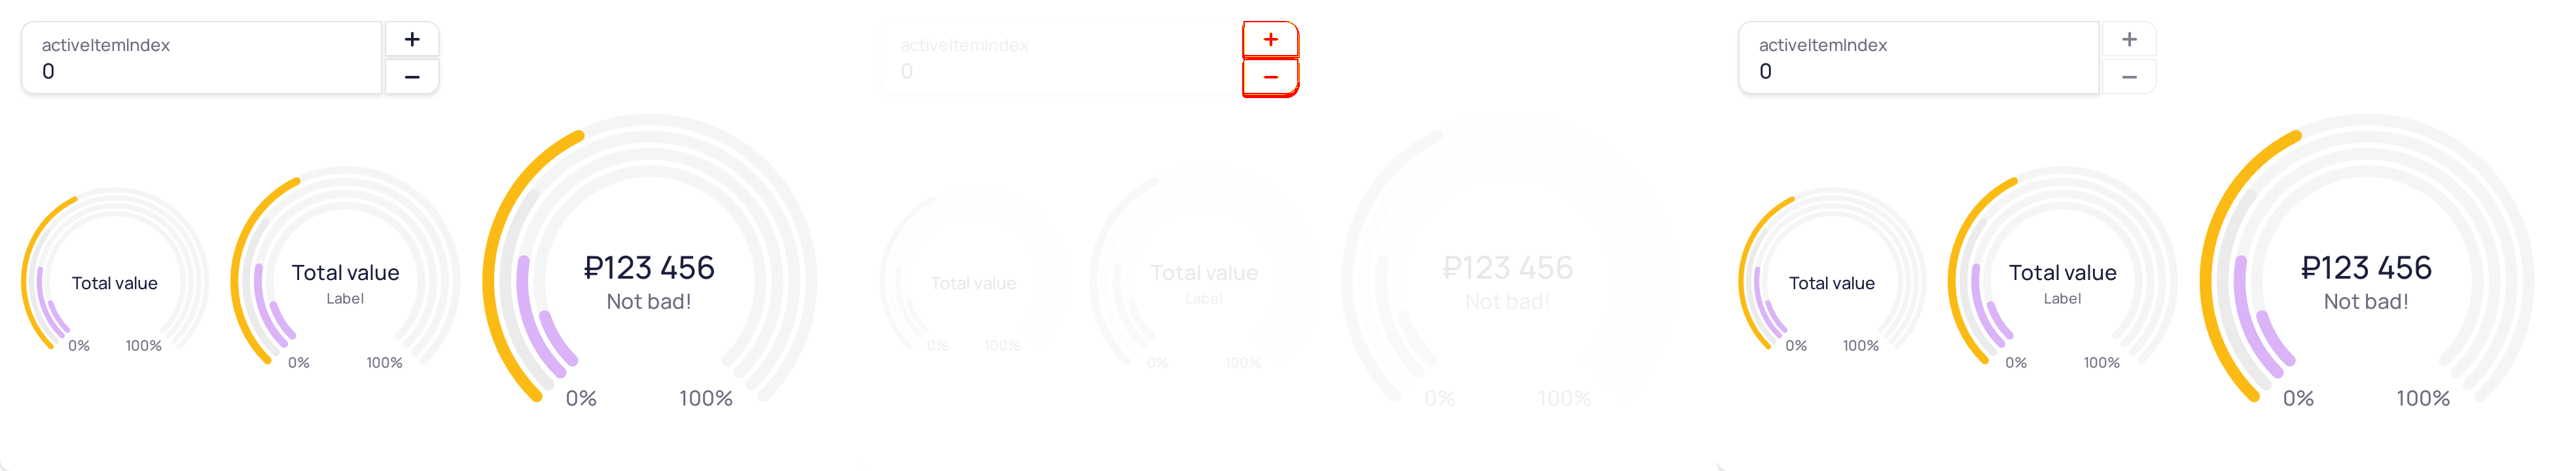 activeItemIndex
0
+
−
Total value
0% 100%
Total value
Label
0% 100%
₽123 456
Not bad!
0% 100%
activeItemIndex
0
+
−
Total value
0% 100%
Total value
Label
0% 100%
₽123 456
Not bad!
0% 100%
activeItemIndex
0
+
−
Total value
0% 100%
Total value
Label
0% 100%
₽123 456
Not bad!
0% 100%